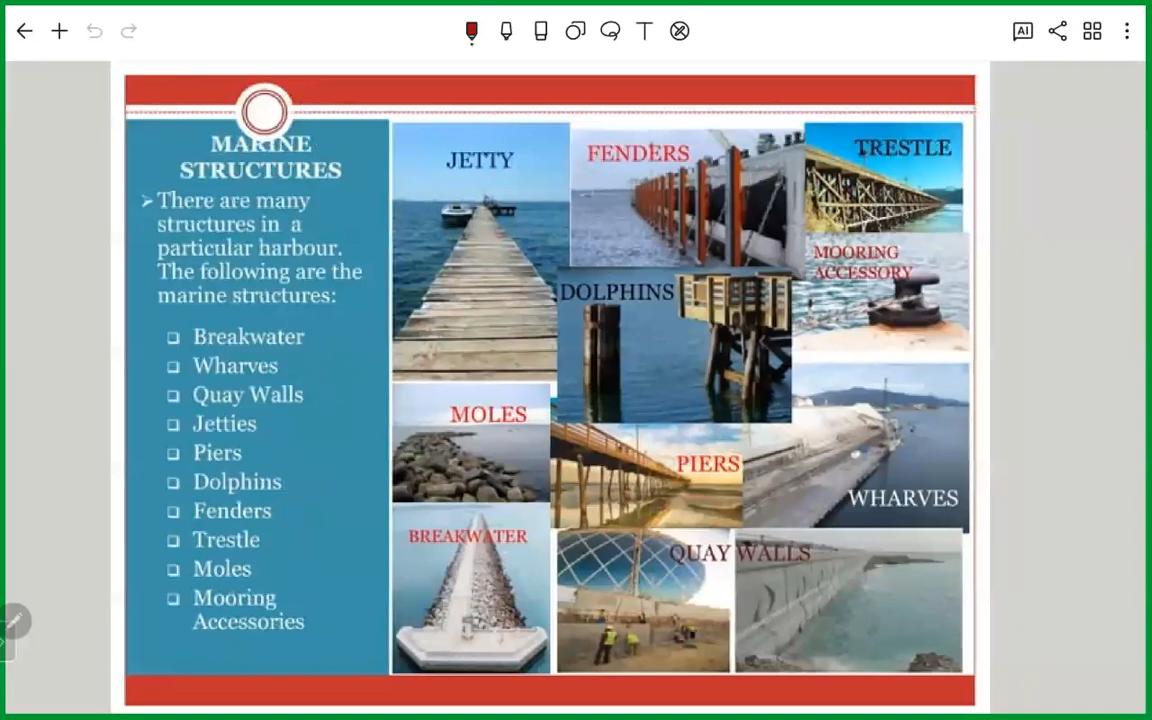 AI
T
MARINE
STRUCTURES
There are many
structures in a
particular harbour.
The following are the
marine structures:
Breakwater
Wharves
Quay Walls
Jetties
Piers
Dolphins
Fenders
Trestle
Moles
Mooring
Accessories
JETTY
FENDERS
TRESTLE
MOORING
ACCESSORY
DOLPHINS
MOLES
PIERS
WHARVES
BREAKWATER
QUAY WALLS